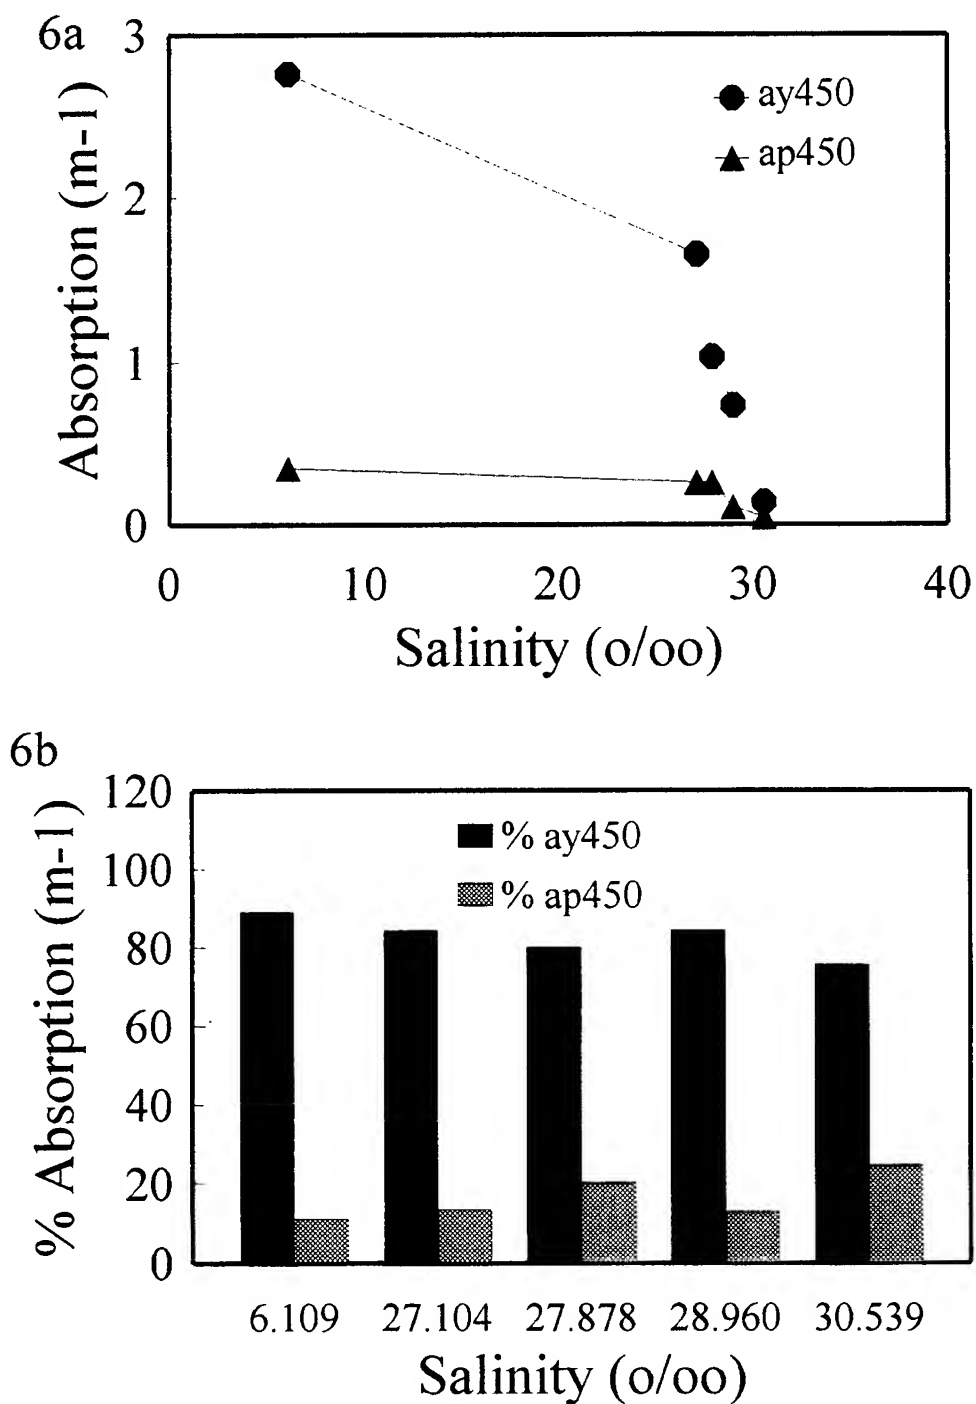 6a
3
2
1
0
Absorption (m-1)
ay450
ap450
0 10 20 30 40
Salinity (o/oo)
6b
120
100
80
60
40
20
0
% Absorption (m-1)
% ay450
% ap450
6.109 27.104 27.878 28.960 30.539
Salinity (o/oo)